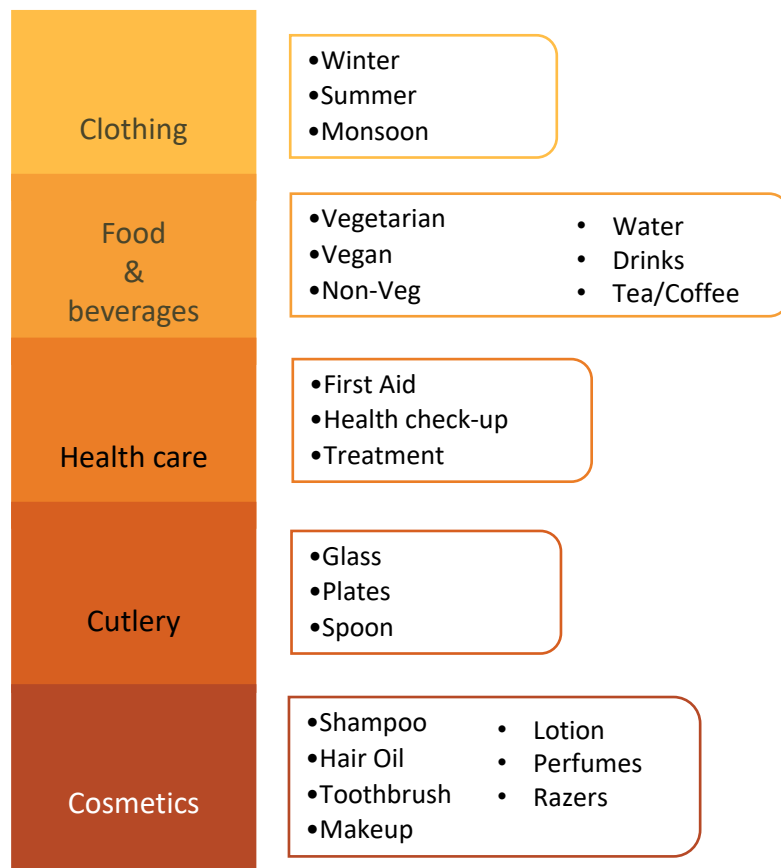 Clothing
•Winter
•Summer
•Monsoon
Food
&
beverages
•Vegetarian
•Vegan
•Non-Veg
• Water
• Drinks
• Tea/Coffee
Health care
•First Aid
•Health check-up
•Treatment
Cutlery
•Glass
•Plates
•Spoon
Cosmetics
•Shampoo
•Hair Oil
•Toothbrush
•Makeup
• Lotion
• Perfumes
• Razers